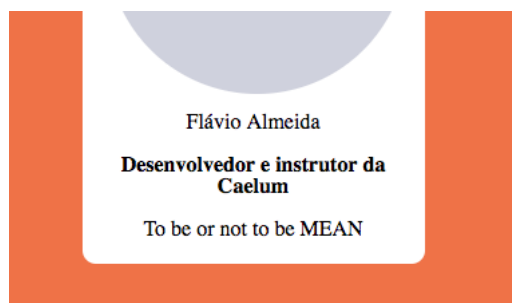 Flávio Almeida
Desenvolvedor e instrutor da
Caelum
To be or not to be MEAN